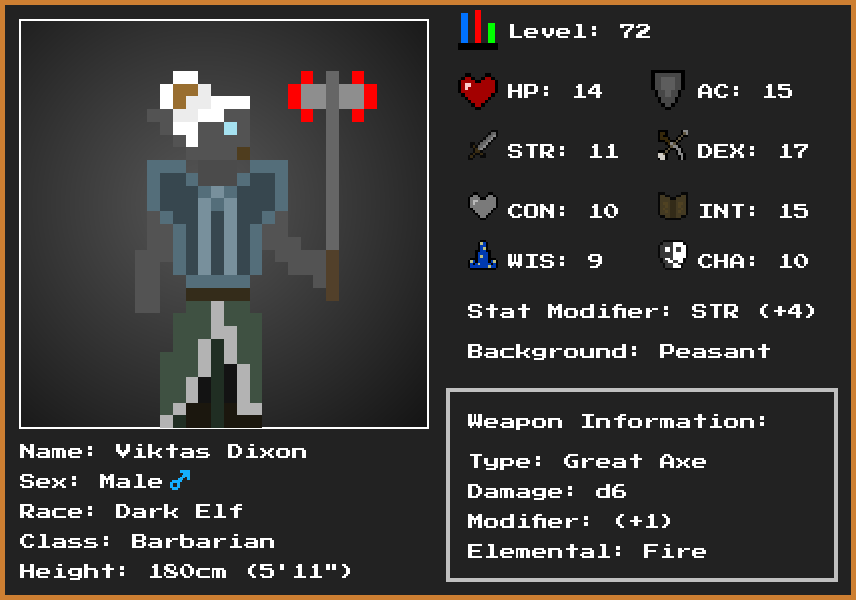 Level: 72
HP: 14
AC: 15
STR: 11
DEX: 17
CON: 10
INT: 15
WIS: 9
CHA: 10
Stat Modifier: STR (+4)
Background: Peasant
Weapon Information:
Type: Great Axe
Damage: d6
Modifier: (+1)
Elemental: Fire
Name: Viktas Dixon
Sex: Male ♂
Race: Dark Elf
Class: Barbarian
Height: 180cm (5'11")